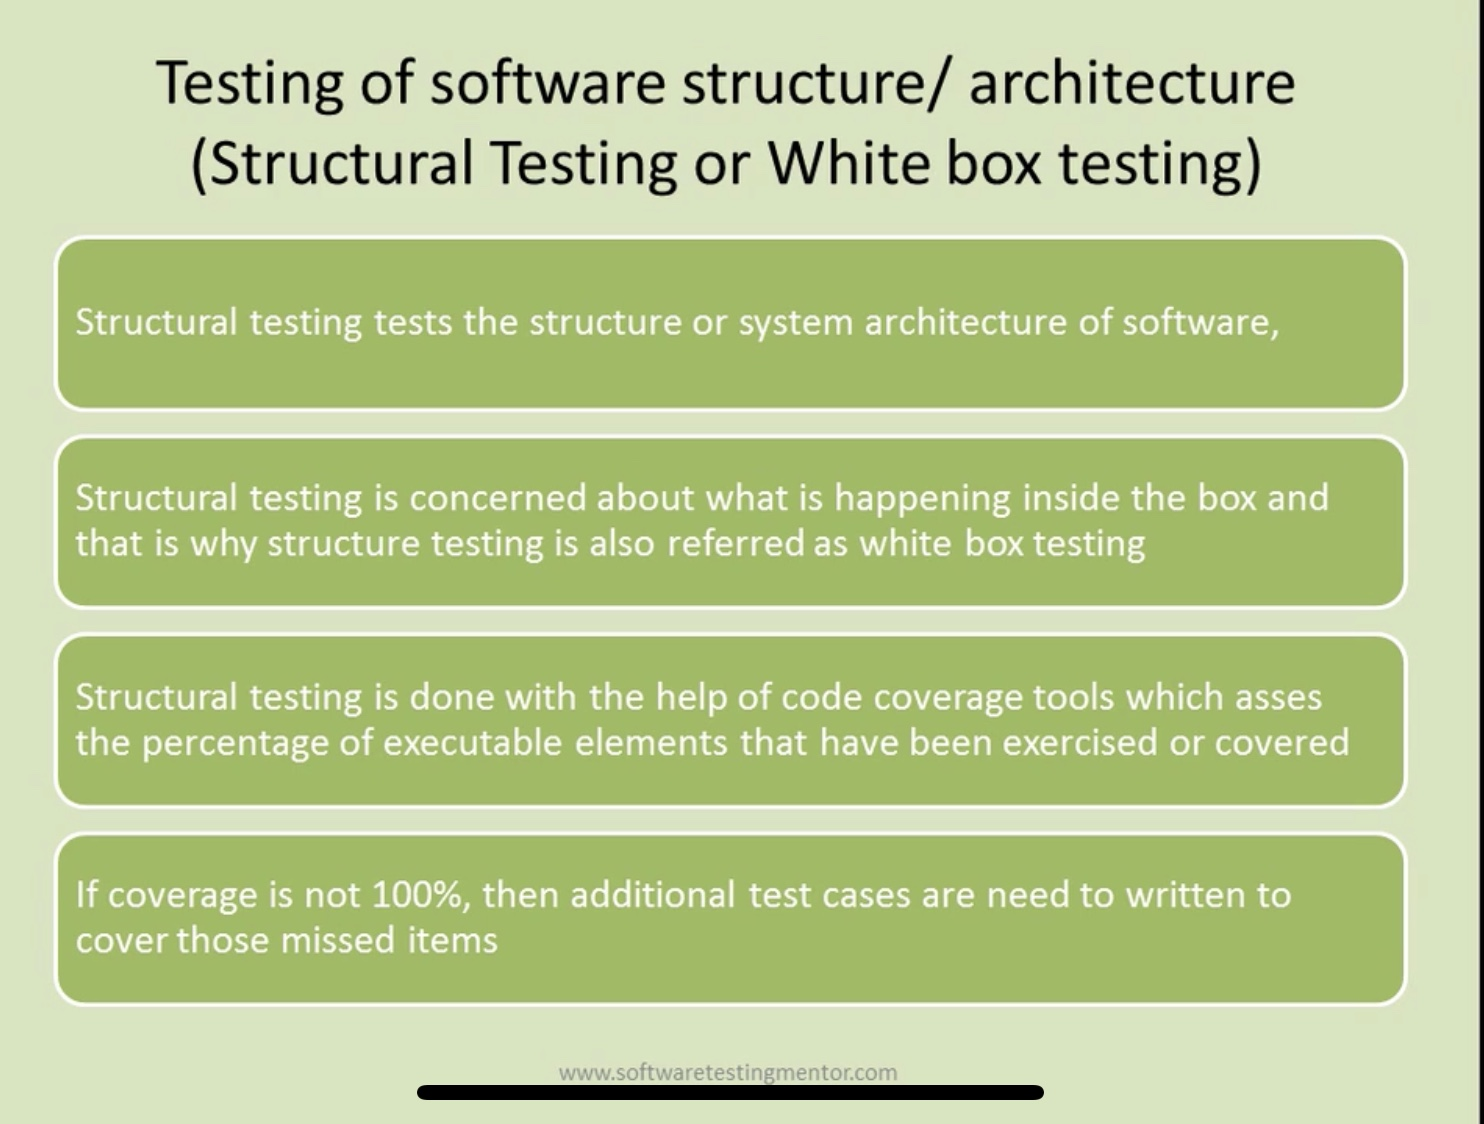 Testing of software structure/ architecture
(Structural Testing or White box testing)
Structural testing tests the structure or system architecture of software,
Structural testing is concerned about what is happening inside the box and
that is why structure testing is also referred as white box testing
Structural testing is done with the help of code coverage tools which asses
the percentage of executable elements that have been exercised or covered
If coverage is not 100%, then additional test cases are need to written to
cover those missed items
www.softwaretestingmentor.com